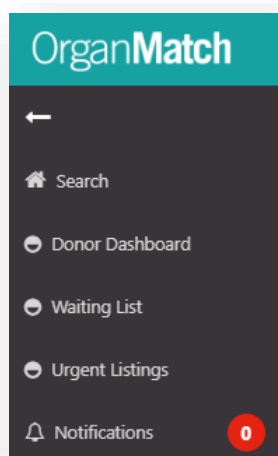 OrganMatch
Search
Donor Dashboard
Waiting List
Urgent Listings
Notifications 0